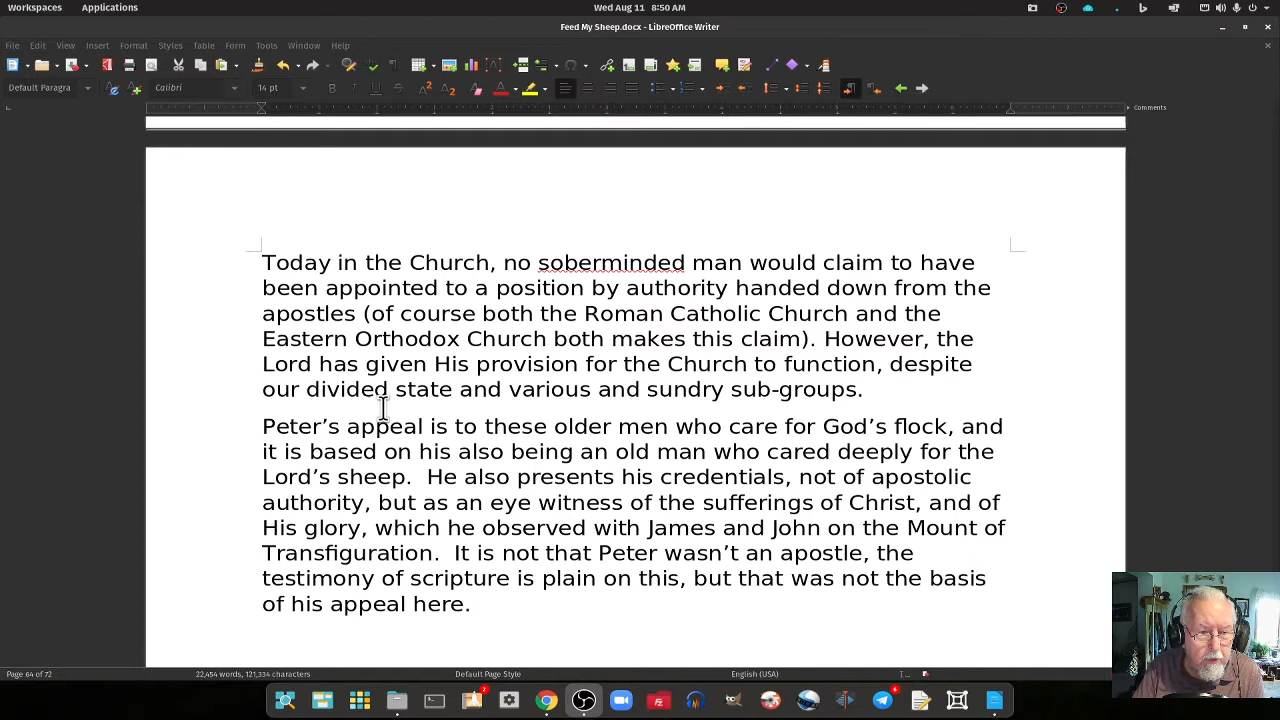 Workspaces Applications Wed Aug 11 8:50 AM
Feed My Sheep.docx - LibreOffice Writer
File Edit View Insert Format Styles Table Form Tools Window Help
Default Paragra Calibri 14 pt
Comments
Today in the Church, no soberminded man would claim to have
been appointed to a position by authority handed down from the
apostles (of course both the Roman Catholic Church and the
Eastern Orthodox Church both makes this claim). However, the
Lord has given His provision for the Church to function, despite
our divided state and various and sundry sub-groups.
Peter’s appeal is to these older men who care for God’s flock, and
it is based on his also being an old man who cared deeply for the
Lord’s sheep.  He also presents his credentials, not of apostolic
authority, but as an eye witness of the sufferings of Christ, and of
His glory, which he observed with James and John on the Mount of
Transfiguration.  It is not that Peter wasn’t an apostle, the
testimony of scripture is plain on this, but that was not the basis
of his appeal here.
Page 64 of 72 22,454 words, 121,334 characters Default Page Style English (USA)